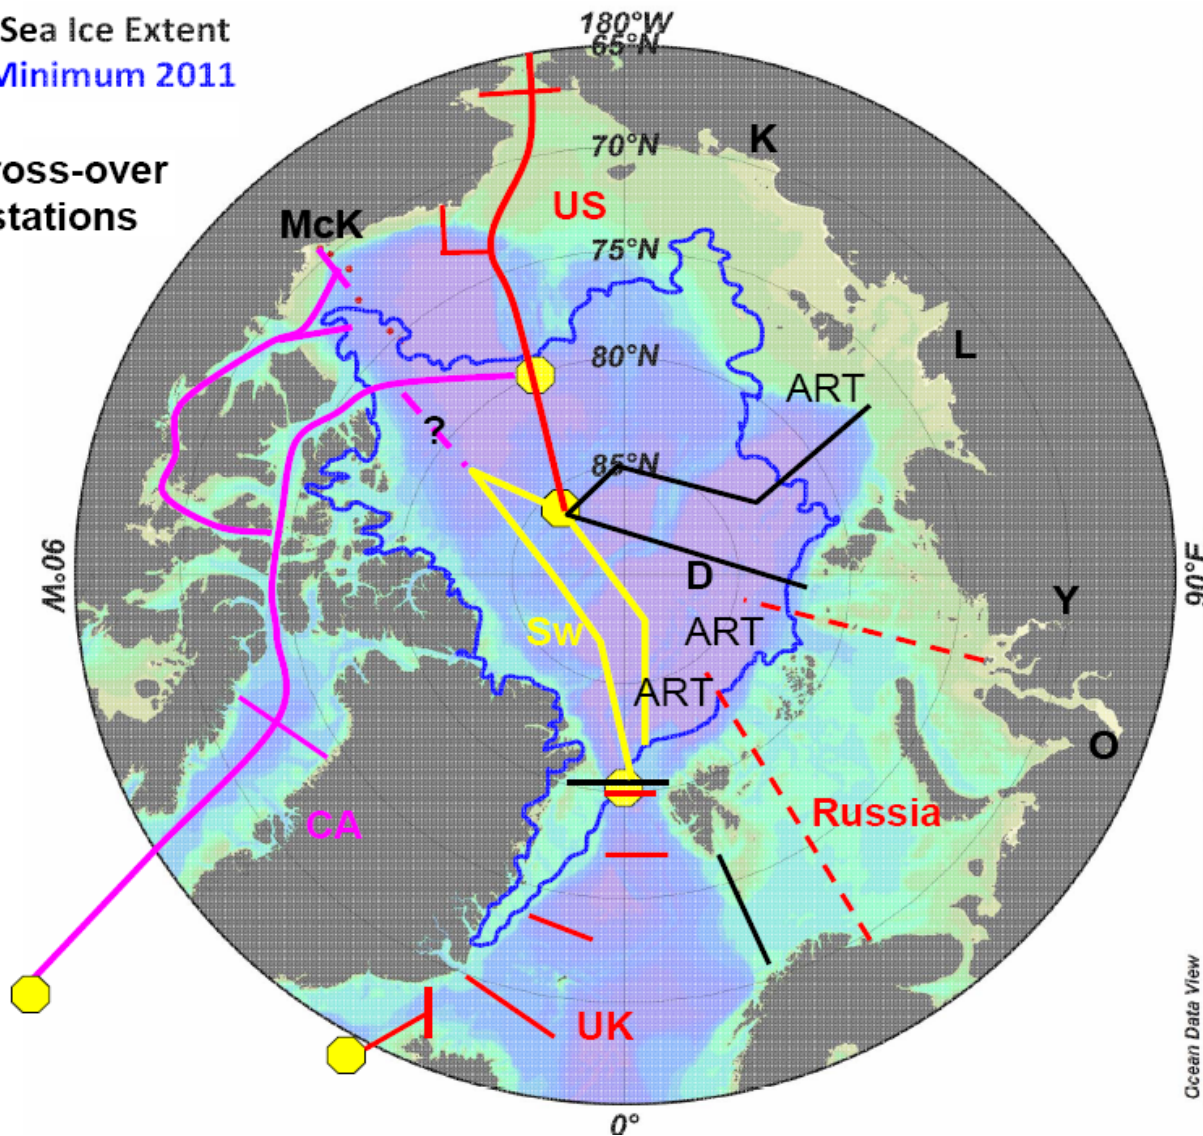 Sea Ice Extent
Minimum 2011
ross-over
stations
180°W
65°N
70°N
75°N
80°N
85°N
K
US
McK
L
ART
?
90°W
90°E
D
Y
Sw
ART
ART
O
Russia
CA
UK
0°
Ocean Data View